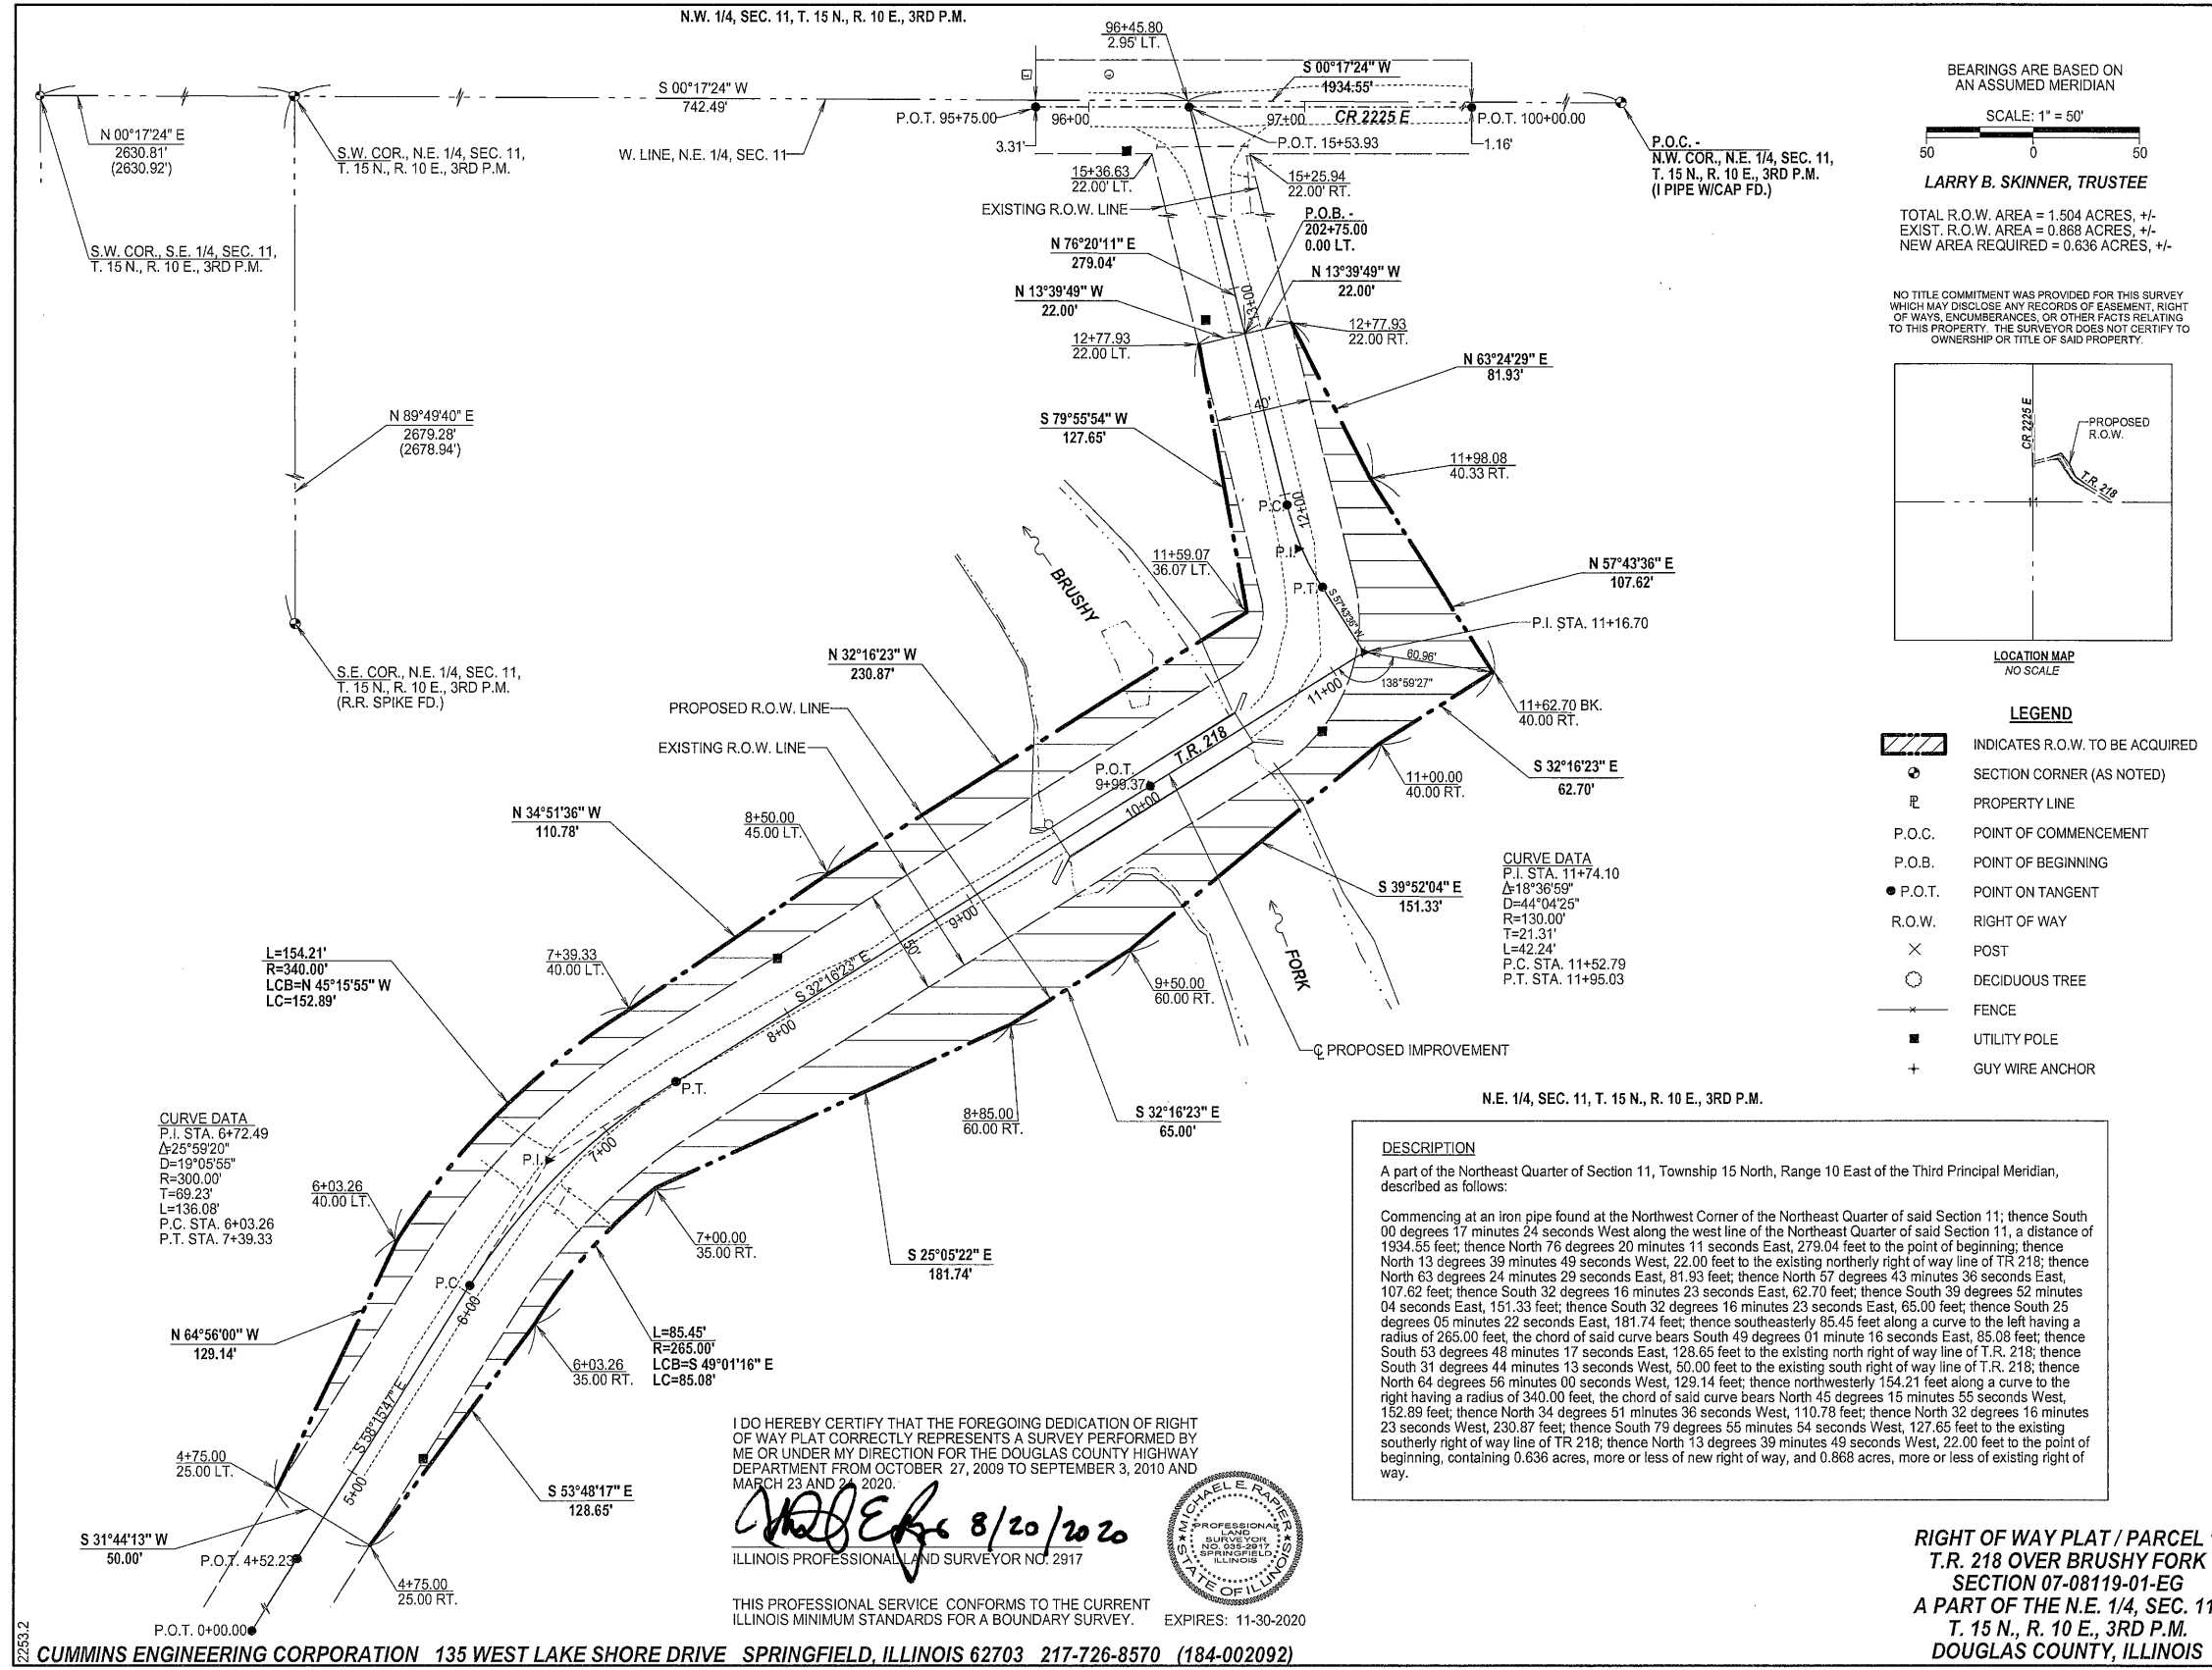 N.W. 1/4, SEC. 11, T. 15 N., R. 10 E., 3RD P.M.
96+45.80
2.95' LT.
S 00°17'24" W
1934.55'
S 00°17'24" W
742.49'
N 00°17'24" E
2630.81'
(2630.92')
S.W. COR., N.E. 1/4, SEC. 11,
T. 15 N., R. 10 E., 3RD P.M.
W. LINE, N.E. 1/4, SEC. 11
P.O.T. 95+75.00
96+00
97+00
CR 2225 E
P.O.T. 100+00.00
3.31'
P.O.T. 15+53.93
1.16'
P.O.C. -
N.W. COR., N.E. 1/4, SEC. 11,
T. 15 N., R. 10 E., 3RD P.M.
(I PIPE W/CAP FD.)
15+36.63
22.00' LT.
15+25.94
22.00' RT.
EXISTING R.O.W. LINE
P.O.B. -
202+75.00
0.00 LT.
S.W. COR., S.E. 1/4, SEC. 11,
T. 15 N., R. 10 E., 3RD P.M.
N 76°20'11" E
279.04'
N 13°39'49" W
22.00'
N 13°39'49" W
22.00'
13+00
12+77.93
22.00 LT.
12+77.93
22.00 RT.
N 63°24'29" E
81.93'
N 89°49'40" E
2679.28'
(2678.94')
S 79°55'54" W
127.65'
40'
11+98.08
40.33 RT.
P.C.
12+00
P.I.
P.T.
11+59.07
36.07 LT.
BRUSHY
N 57°43'36" E
107.62'
S 57°43'36" W
P.I. STA. 11+16.70
60.96'
138°59'27"
11+00
11+62.70 BK.
40.00 RT.
S.E. COR., N.E. 1/4, SEC. 11,
T. 15 N., R. 10 E., 3RD P.M.
(R.R. SPIKE FD.)
N 32°16'23" W
230.87'
PROPOSED R.O.W. LINE
EXISTING R.O.W. LINE
T.R. 218
P.O.T.
9+99.37
10+00
11+00.00
40.00 RT.
S 32°16'23" E
62.70'
N 34°51'36" W
110.78'
8+50.00
45.00 LT.
9+00
50'
S 39°52'04" E
151.33'
CURVE DATA
P.I. STA. 11+74.10
Δ=18°36'59"
D=44°04'25"
R=130.00'
T=21.31'
L=42.24'
P.C. STA. 11+52.79
P.T. STA. 11+95.03
L=154.21'
R=340.00'
LCB=N 45°15'55" W
LC=152.89'
7+39.33
40.00 LT.
S 32°16'23" E
8+00
9+50.00
60.00 RT.
FORK
℄ PROPOSED IMPROVEMENT
P.T.
8+85.00
60.00 RT.
S 32°16'23" E
65.00'
CURVE DATA
P.I. STA. 6+72.49
Δ=25°59'20"
D=19°05'55"
R=300.00'
T=69.23'
L=136.08'
P.C. STA. 6+03.26
P.T. STA. 7+39.33
P.I.
7+00
6+03.26
40.00 LT.
7+00.00
35.00 RT.
S 25°05'22" E
181.74'
P.C.
6+00
N 64°56'00" W
129.14'
L=85.45'
R=265.00'
LCB=S 49°01'16" E
LC=85.08'
6+03.26
35.00 RT.
S 58°15'47" E
4+75.00
25.00 LT.
5+00
S 53°48'17" E
128.65'
S 31°44'13" W
50.00'
P.O.T. 4+52.23
4+75.00
25.00 RT.
P.O.T. 0+00.00
BEARINGS ARE BASED ON
AN ASSUMED MERIDIAN
SCALE: 1" = 50'
50 0 50
LARRY B. SKINNER, TRUSTEE
TOTAL R.O.W. AREA = 1.504 ACRES, +/-
EXIST. R.O.W. AREA = 0.868 ACRES, +/-
NEW AREA REQUIRED = 0.636 ACRES, +/-
NO TITLE COMMITMENT WAS PROVIDED FOR THIS SURVEY
WHICH MAY DISCLOSE ANY RECORDS OF EASEMENT, RIGHT
OF WAYS, ENCUMBERANCES, OR OTHER FACTS RELATING
TO THIS PROPERTY. THE SURVEYOR DOES NOT CERTIFY TO
OWNERSHIP OR TITLE OF SAID PROPERTY.
CR 2225 E
PROPOSED
R.O.W.
T.R. 218
11
LOCATION MAP
NO SCALE
LEGEND
INDICATES R.O.W. TO BE ACQUIRED
SECTION CORNER (AS NOTED)
PL PROPERTY LINE
P.O.C. POINT OF COMMENCEMENT
P.O.B. POINT OF BEGINNING
P.O.T. POINT ON TANGENT
R.O.W. RIGHT OF WAY
POST
DECIDUOUS TREE
FENCE
UTILITY POLE
GUY WIRE ANCHOR
N.E. 1/4, SEC. 11, T. 15 N., R. 10 E., 3RD P.M.
DESCRIPTION
A part of the Northeast Quarter of Section 11, Township 15 North, Range 10 East of the Third Principal Meridian,
described as follows:
Commencing at an iron pipe found at the Northwest Corner of the Northeast Quarter of said Section 11; thence South
00 degrees 17 minutes 24 seconds West along the west line of the Northeast Quarter of said Section 11, a distance of
1934.55 feet; thence North 76 degrees 20 minutes 11 seconds East, 279.04 feet to the point of beginning; thence
North 13 degrees 39 minutes 49 seconds West, 22.00 feet to the existing northerly right of way line of TR 218; thence
North 63 degrees 24 minutes 29 seconds East, 81.93 feet; thence North 57 degrees 43 minutes 36 seconds East,
107.62 feet; thence South 32 degrees 16 minutes 23 seconds East, 62.70 feet; thence South 39 degrees 52 minutes
04 seconds East, 151.33 feet; thence South 32 degrees 16 minutes 23 seconds East, 65.00 feet; thence South 25
degrees 05 minutes 22 seconds East, 181.74 feet; thence southeasterly 85.45 feet along a curve to the left having a
radius of 265.00 feet, the chord of said curve bears South 49 degrees 01 minute 16 seconds East, 85.08 feet; thence
South 53 degrees 48 minutes 17 seconds East, 128.65 feet to the existing north right of way line of T.R. 218; thence
South 31 degrees 44 minutes 13 seconds West, 50.00 feet to the existing south right of way line of T.R. 218; thence
North 64 degrees 56 minutes 00 seconds West, 129.14 feet; thence northwesterly 154.21 feet along a curve to the
right having a radius of 340.00 feet, the chord of said curve bears North 45 degrees 15 minutes 55 seconds West,
152.89 feet; thence North 34 degrees 51 minutes 36 seconds West, 110.78 feet; thence North 32 degrees 16 minutes
23 seconds West, 230.87 feet; thence South 79 degrees 55 minutes 54 seconds West, 127.65 feet to the existing
southerly right of way line of TR 218; thence North 13 degrees 39 minutes 49 seconds West, 22.00 feet to the point of
beginning, containing 0.636 acres, more or less of new right of way, and 0.868 acres, more or less of existing right of
way.
I DO HEREBY CERTIFY THAT THE FOREGOING DEDICATION OF RIGHT
OF WAY PLAT CORRECTLY REPRESENTS A SURVEY PERFORMED BY
ME OR UNDER MY DIRECTION FOR THE DOUGLAS COUNTY HIGHWAY
DEPARTMENT FROM OCTOBER 27, 2009 TO SEPTEMBER 3, 2010 AND
MARCH 23 AND 24, 2020.
8/20/2020
ILLINOIS PROFESSIONAL LAND SURVEYOR NO. 2917
MICHAEL E. RAPIER
PROFESSIONAL
LAND
SURVEYOR
NO. 035-2917
SPRINGFIELD
ILLINOIS
STATE OF ILLINOIS
THIS PROFESSIONAL SERVICE CONFORMS TO THE CURRENT
ILLINOIS MINIMUM STANDARDS FOR A BOUNDARY SURVEY.
EXPIRES: 11-30-2020
RIGHT OF WAY PLAT / PARCEL
T.R. 218 OVER BRUSHY FORK
SECTION 07-08119-01-EG
A PART OF THE N.E. 1/4, SEC. 11
T. 15 N., R. 10 E., 3RD P.M.
DOUGLAS COUNTY, ILLINOIS
2253.2
CUMMINS ENGINEERING CORPORATION 135 WEST LAKE SHORE DRIVE SPRINGFIELD, ILLINOIS 62703 217-726-8570 (184-002092)